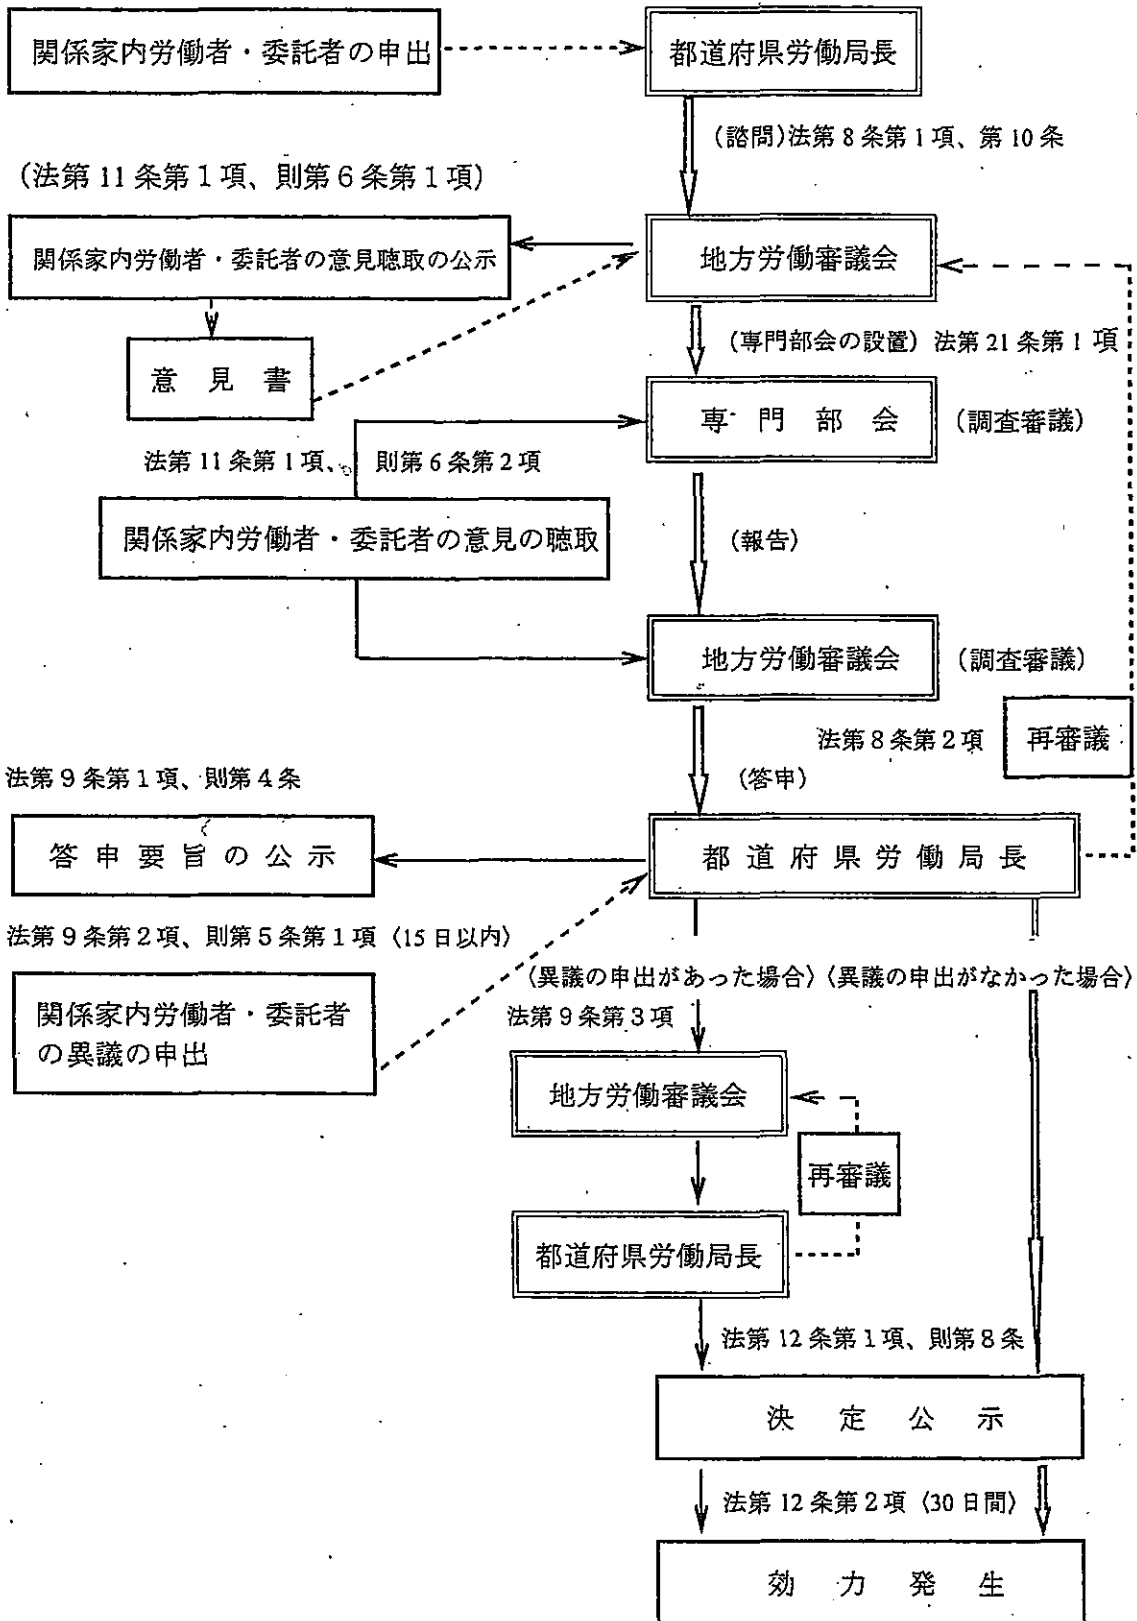 関係家内労働者・委託者の申出
都道府県労働局長
(諮問)法第8条第1項、第10条
(法第11条第1項、則第6条第1項)
関係家内労働者・委託者の意見聴取の公示
地方労働審議会
(専門部会の設置) 法第21条第1項
意見書
専門部会
(調査審議)
法第11条第1項、則第6条第2項
関係家内労働者・委託者の意見の聴取
(報告)
地方労働審議会
(調査審議)
法第8条第2項
再審議
(答申)
法第9条第1項、則第4条
答申要旨の公示
都道府県労働局長
法第9条第2項、則第5条第1項〈15日以内〉
〈異議の申出があった場合〉〈異議の申出がなかった場合〉
関係家内労働者・委託者
の異議の申出
法第9条第3項
地方労働審議会
再審議
都道府県労働局長
法第12条第1項、則第8条
決定公示
法第12条第2項〈30日間〉
効力発生